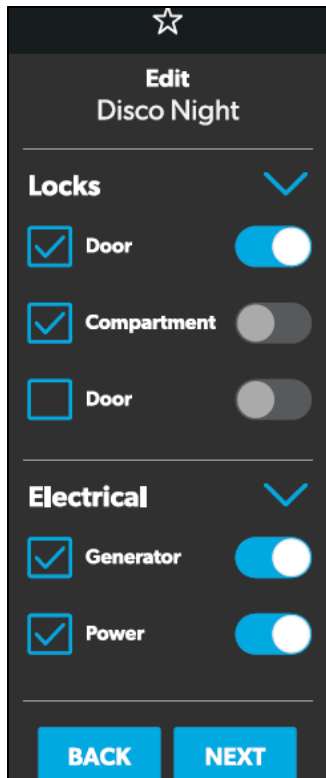 Edit
Disco Night
Locks
Door
Compartment
Door
Electrical
Generator
Power
BACK NEXT